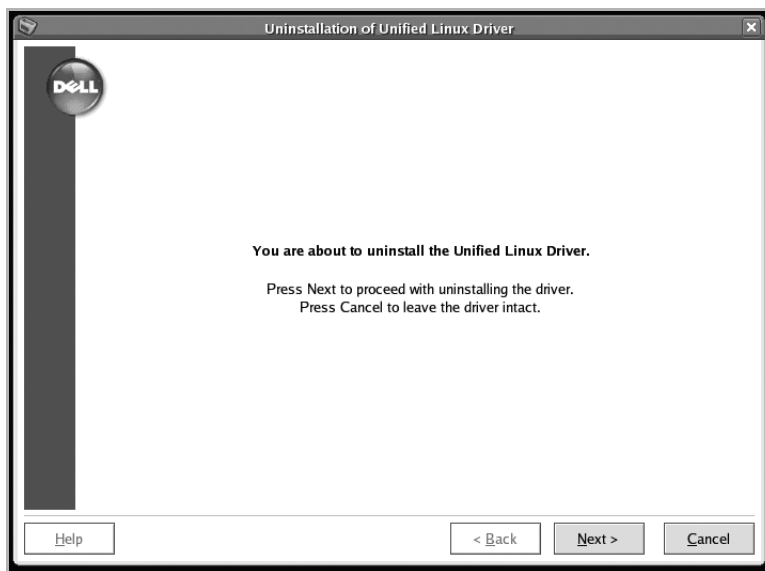 Uninstallation of Unified Linux Driver
DELL
You are about to uninstall the Unified Linux Driver.
Press Next to proceed with uninstalling the driver.
Press Cancel to leave the driver intact.
Help
< Back
Next >
Cancel